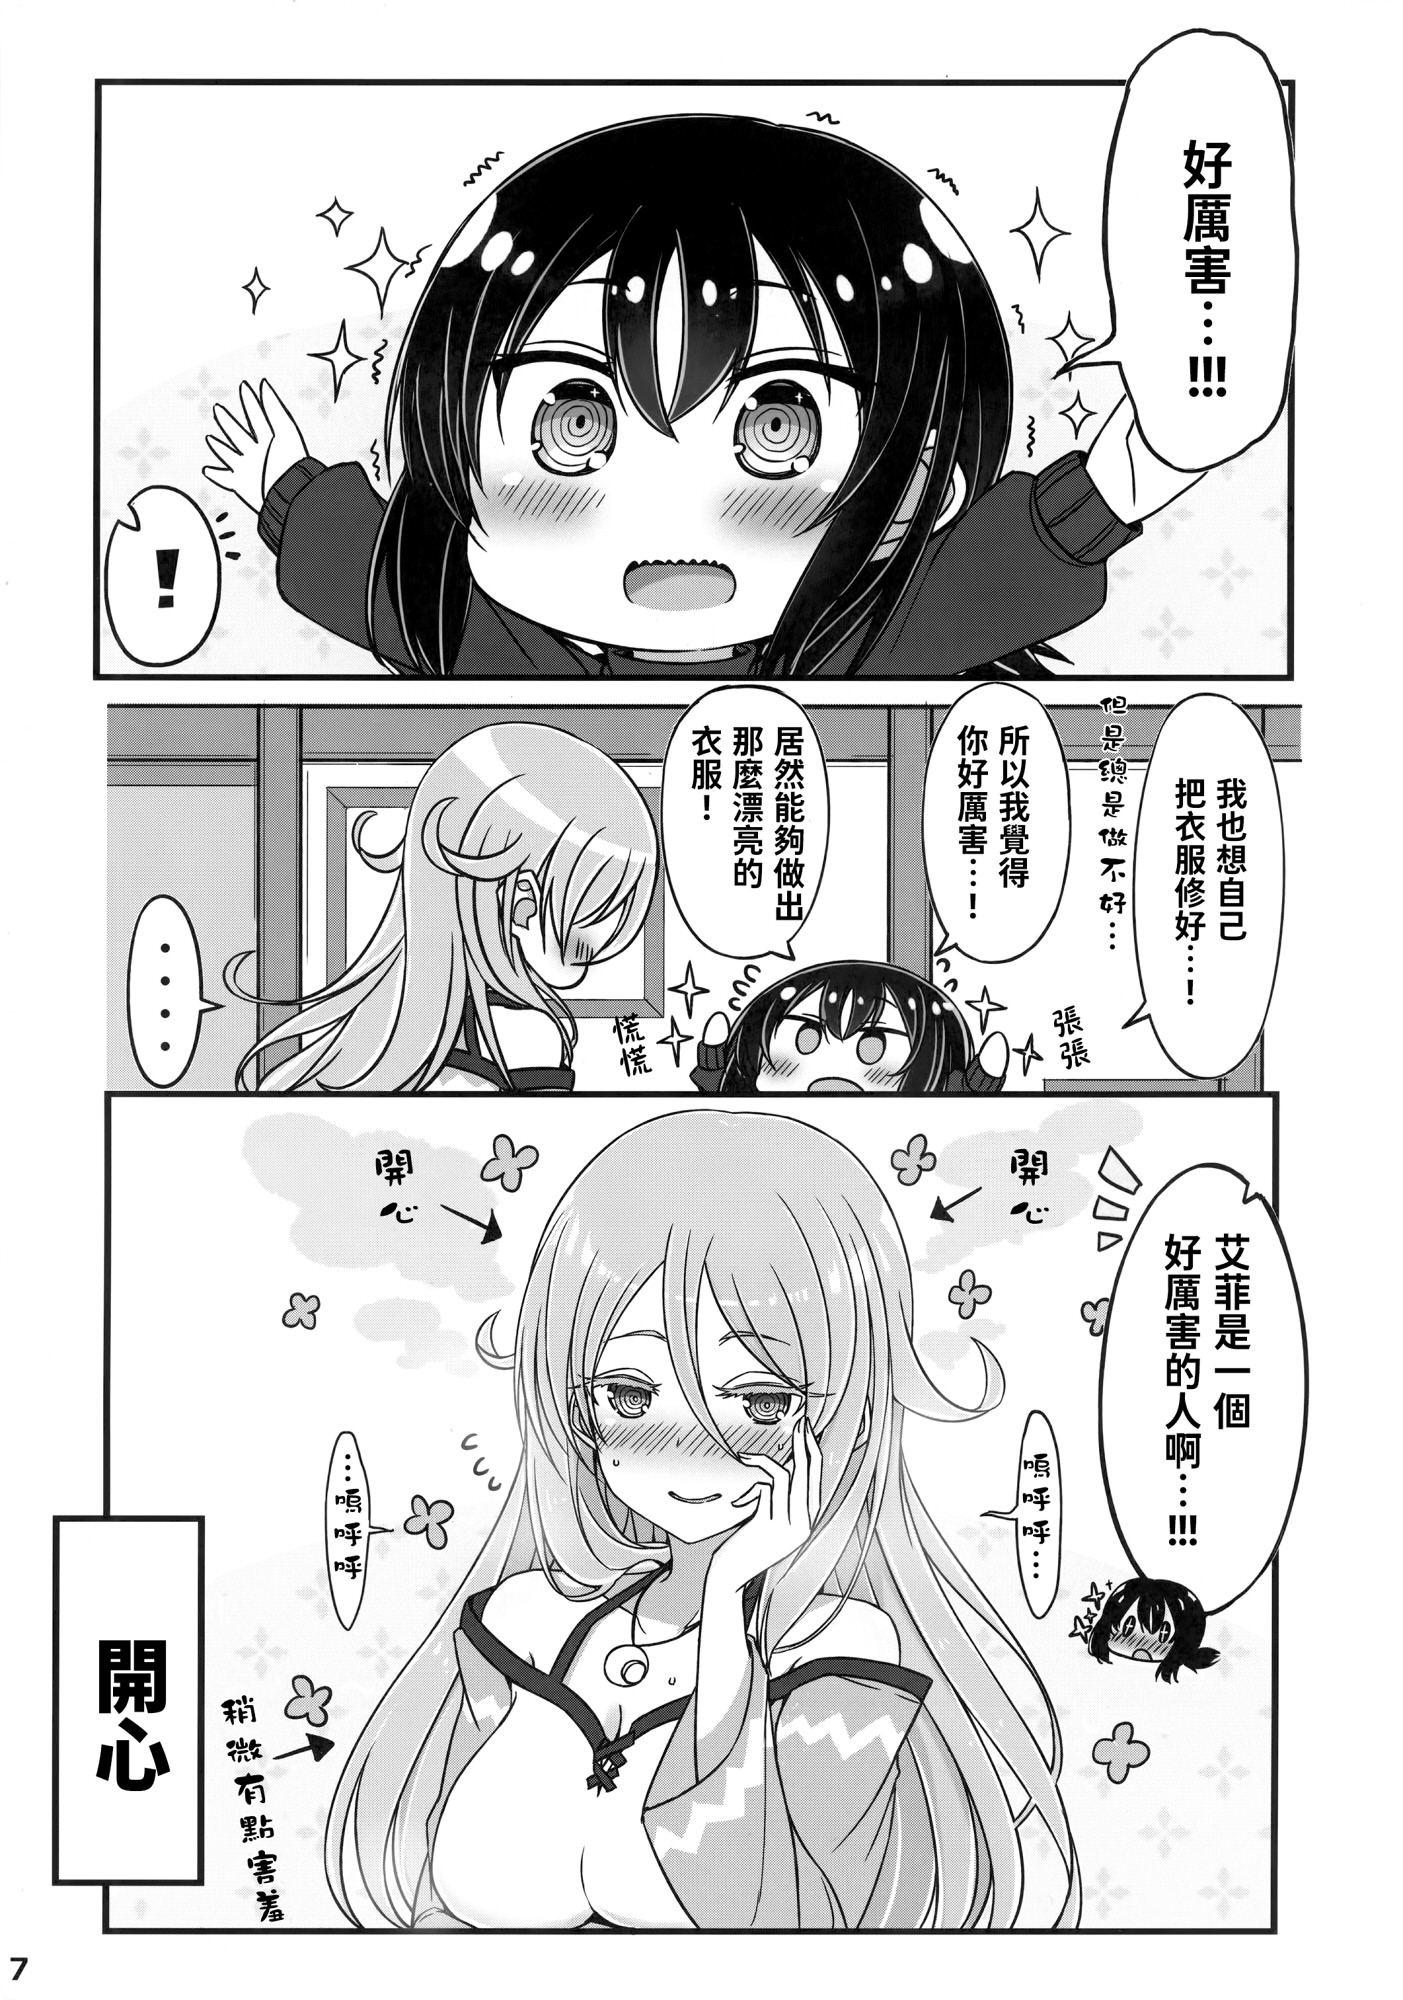 好厲害…!!!
!
我也想自己
把衣服修好…!
但是總是做不好…
所以我覺得
你好厲害…!
居然能夠做出
那麼漂亮的
衣服!
張張
慌慌
....
艾菲是一個
好厲害的人啊…!!!
開心
開心
嗚呼呼…
…嗚呼呼
稍微有點害羞
開心
7